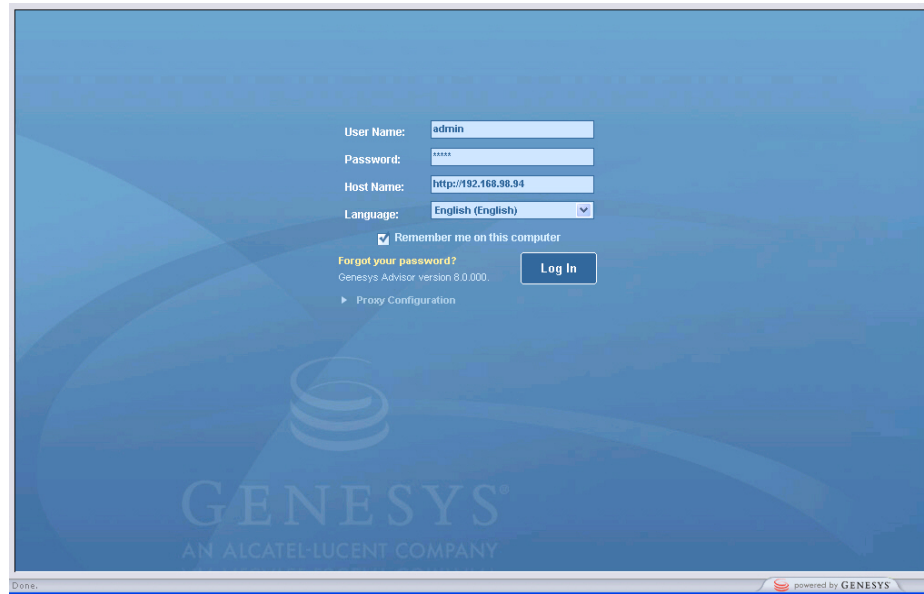 User Name: admin
Password: *****
Host Name: http://192.168.98.94
Language: English (English)
Remember me on this computer
Forgot your password?
Log In
Genesys Advisor version 8.0.000.
Proxy Configuration
GENESYS®
AN ALCATEL-LUCENT COMPANY
Done.
powered by GENESYS